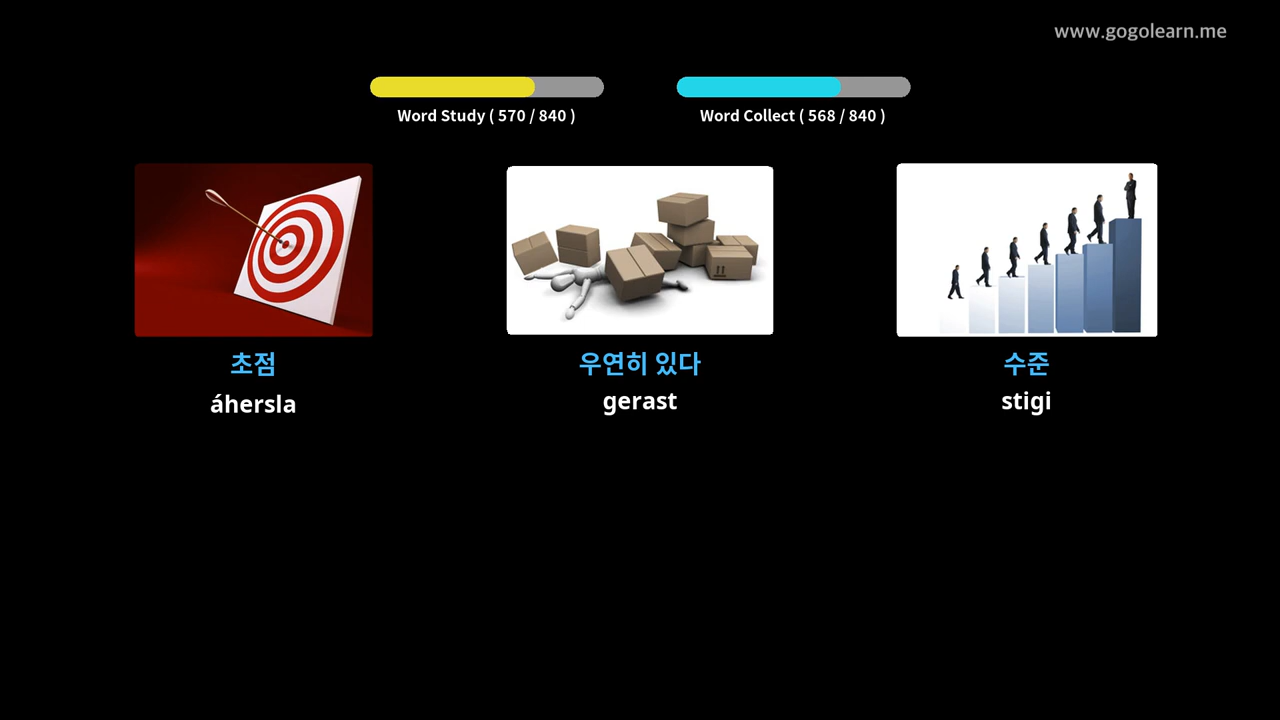 www.gogolearn.me
Word Study ( 570 / 840 )
Word Collect ( 568 / 840 )
초점
áhersla
우연히 있다
gerast
수준
stigi